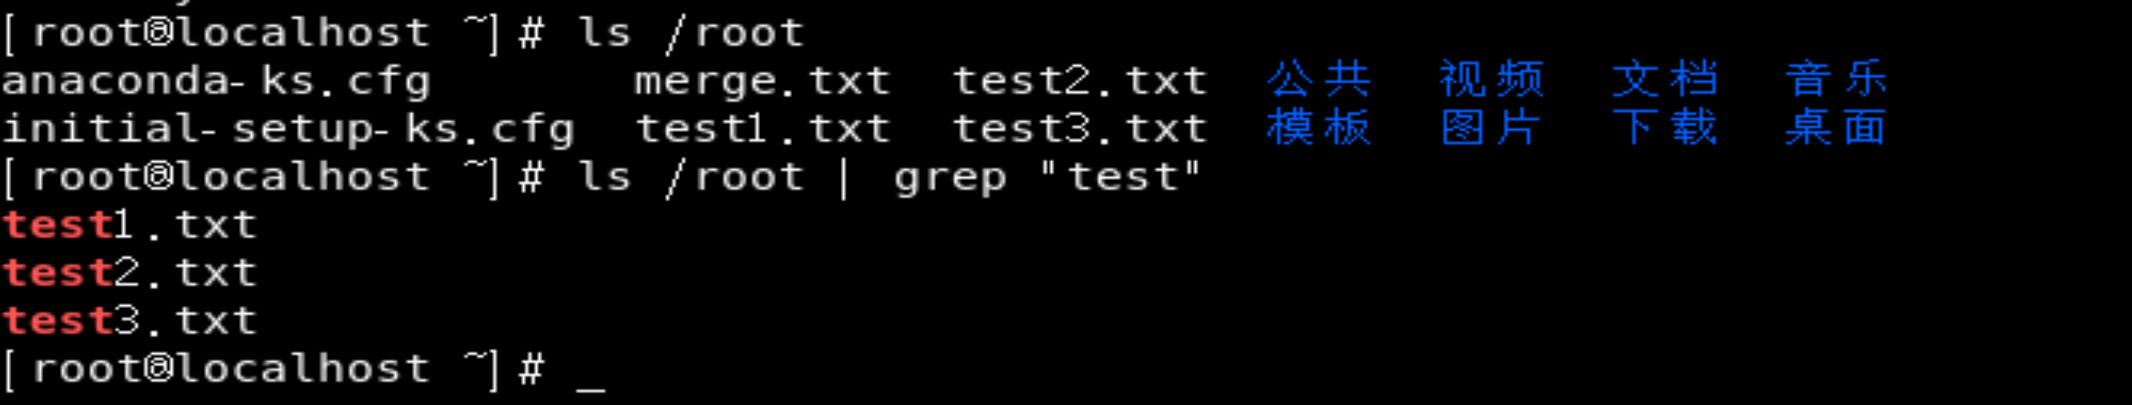 [root@localhost ~]# ls /root
anaconda-ks.cfg merge.txt test2.txt 公共 视频 文档 音乐
initial-setup-ks.cfg test1.txt test3.txt 模板 图片 下载 桌面
[root@localhost ~]# ls /root | grep "test"
test1.txt
test2.txt
test3.txt
[root@localhost ~]# _